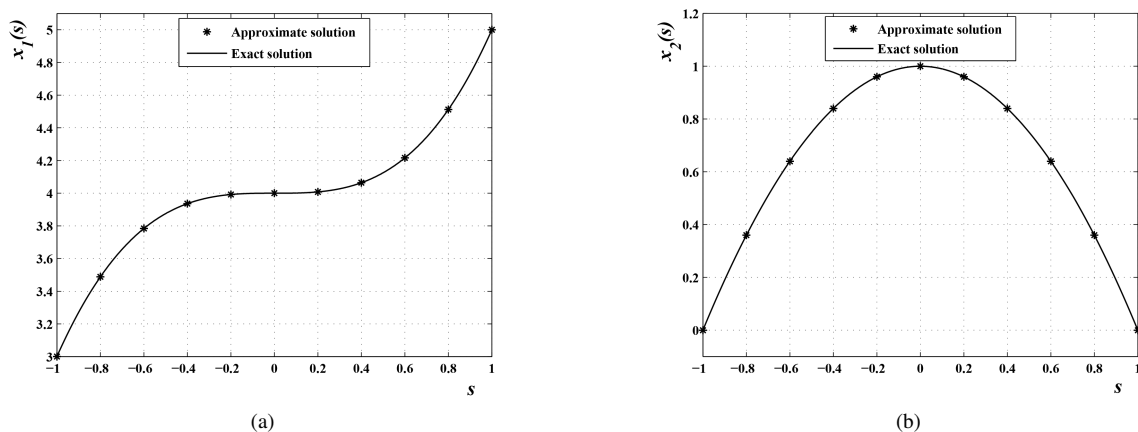 x1(s)
5
4.8
4.6
4.4
4.2
4
3.8
3.6
3.4
3.2
3
Approximate solution
Exact solution
−1 −0.8 −0.6 −0.4 −0.2 0 0.2 0.4 0.6 0.8 1
s
(a)
x2(s)
1.2
1
0.8
0.6
0.4
0.2
0
Approximate solution
Exact solution
−1 −0.8 −0.6 −0.4 −0.2 0 0.2 0.4 0.6 0.8 1
s
(b)